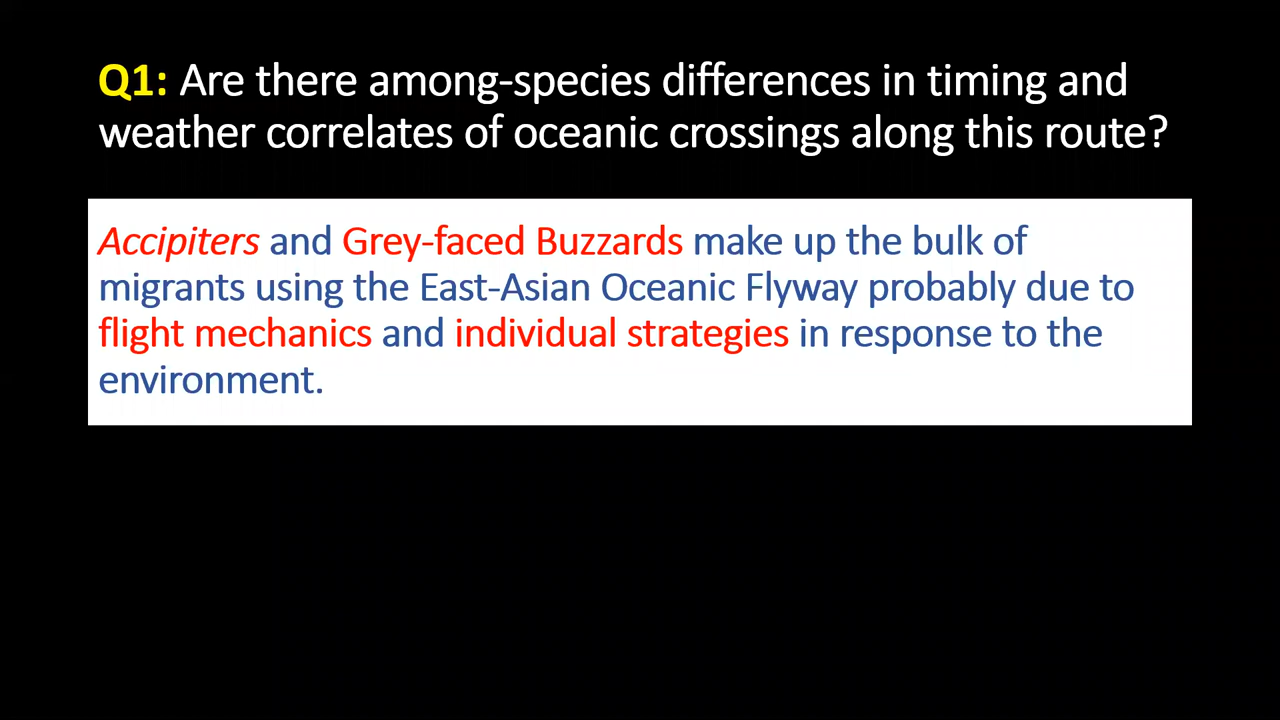 Q1: Are there among-species differences in timing and
weather correlates of oceanic crossings along this route?
Accipiters and Grey-faced Buzzards make up the bulk of
migrants using the East-Asian Oceanic Flyway probably due to
flight mechanics and individual strategies in response to the
environment.